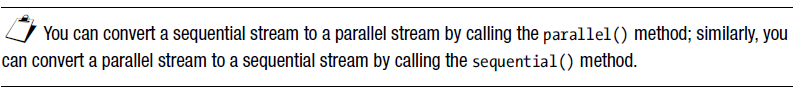 You can convert a sequential stream to a parallel stream by calling the parallel() method; similarly, you
can convert a parallel stream to a sequential stream by calling the sequential() method.